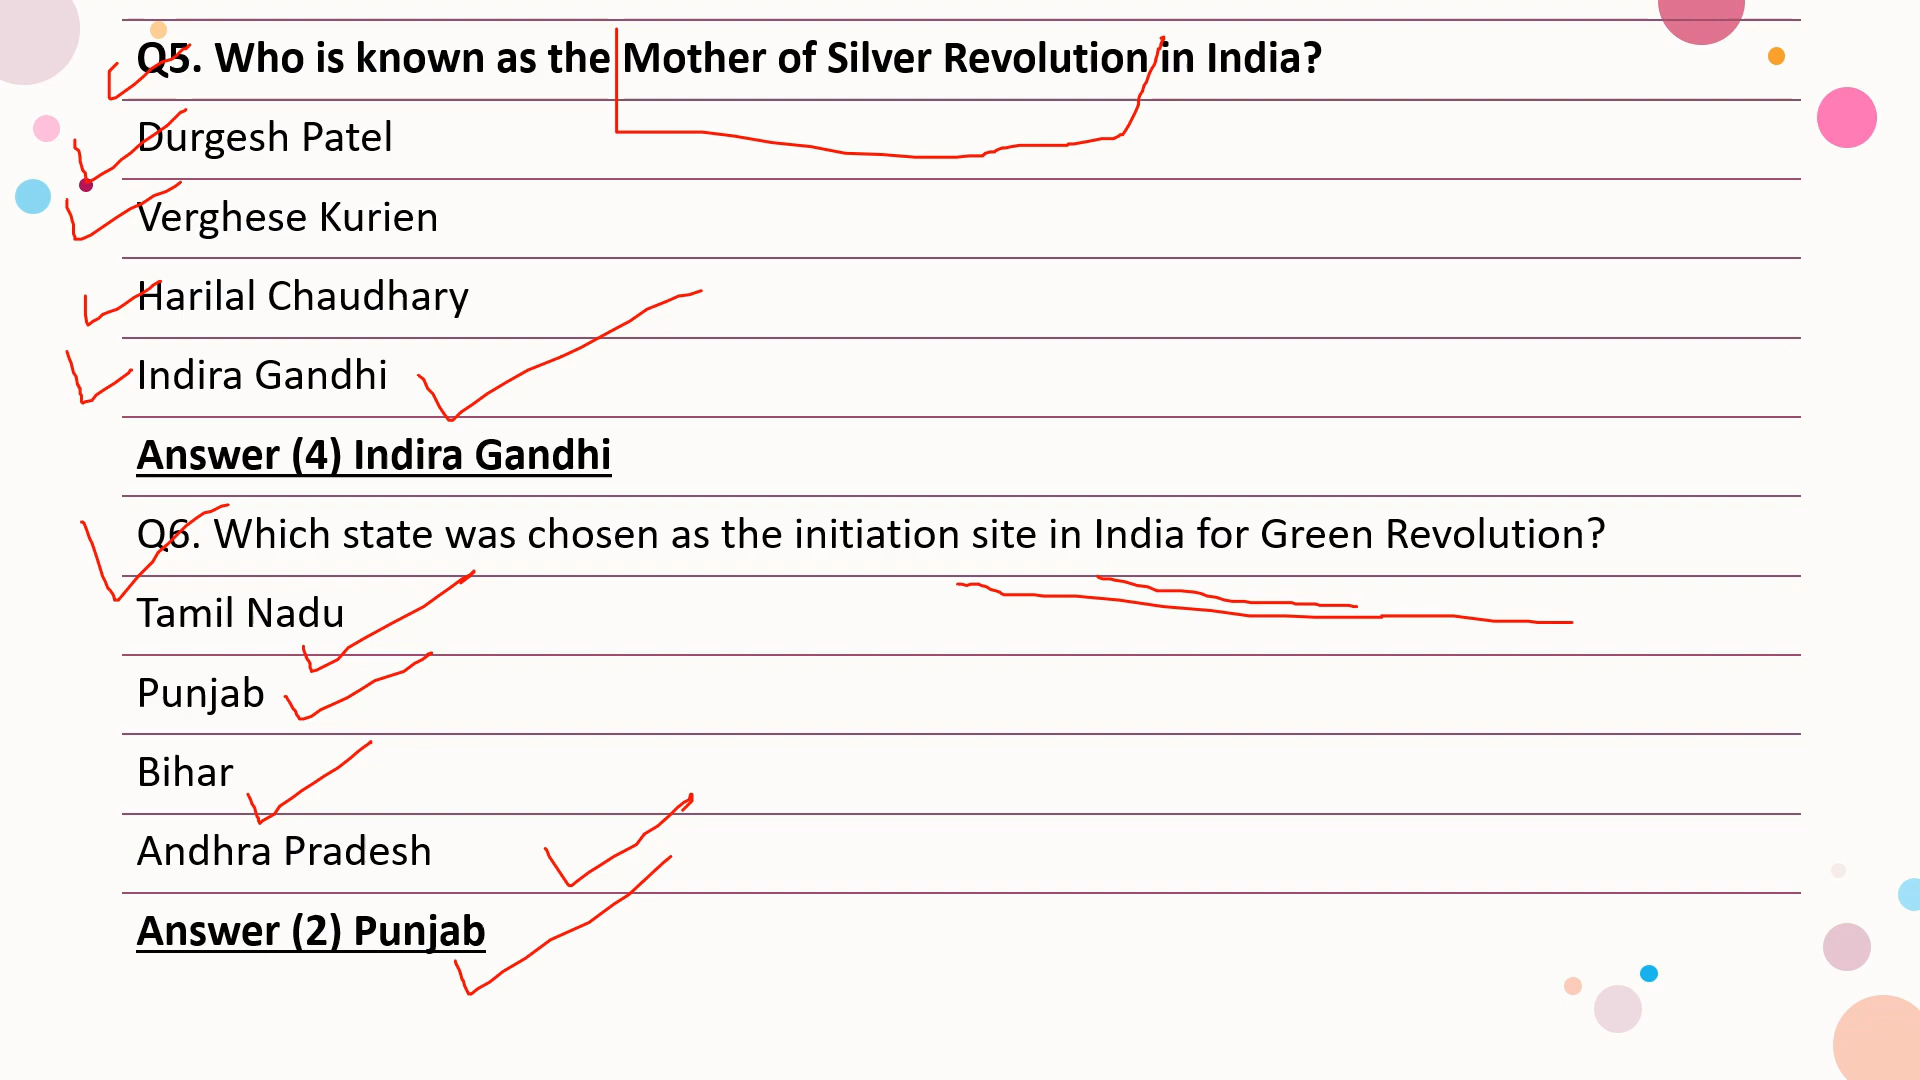 Q5. Who is known as the Mother of Silver Revolution in India?
Durgesh Patel
Verghese Kurien
Harilal Chaudhary
Indira Gandhi
Answer (4) Indira Gandhi
Q6. Which state was chosen as the initiation site in India for Green Revolution?
Tamil Nadu
Punjab
Bihar
Andhra Pradesh
Answer (2) Punjab